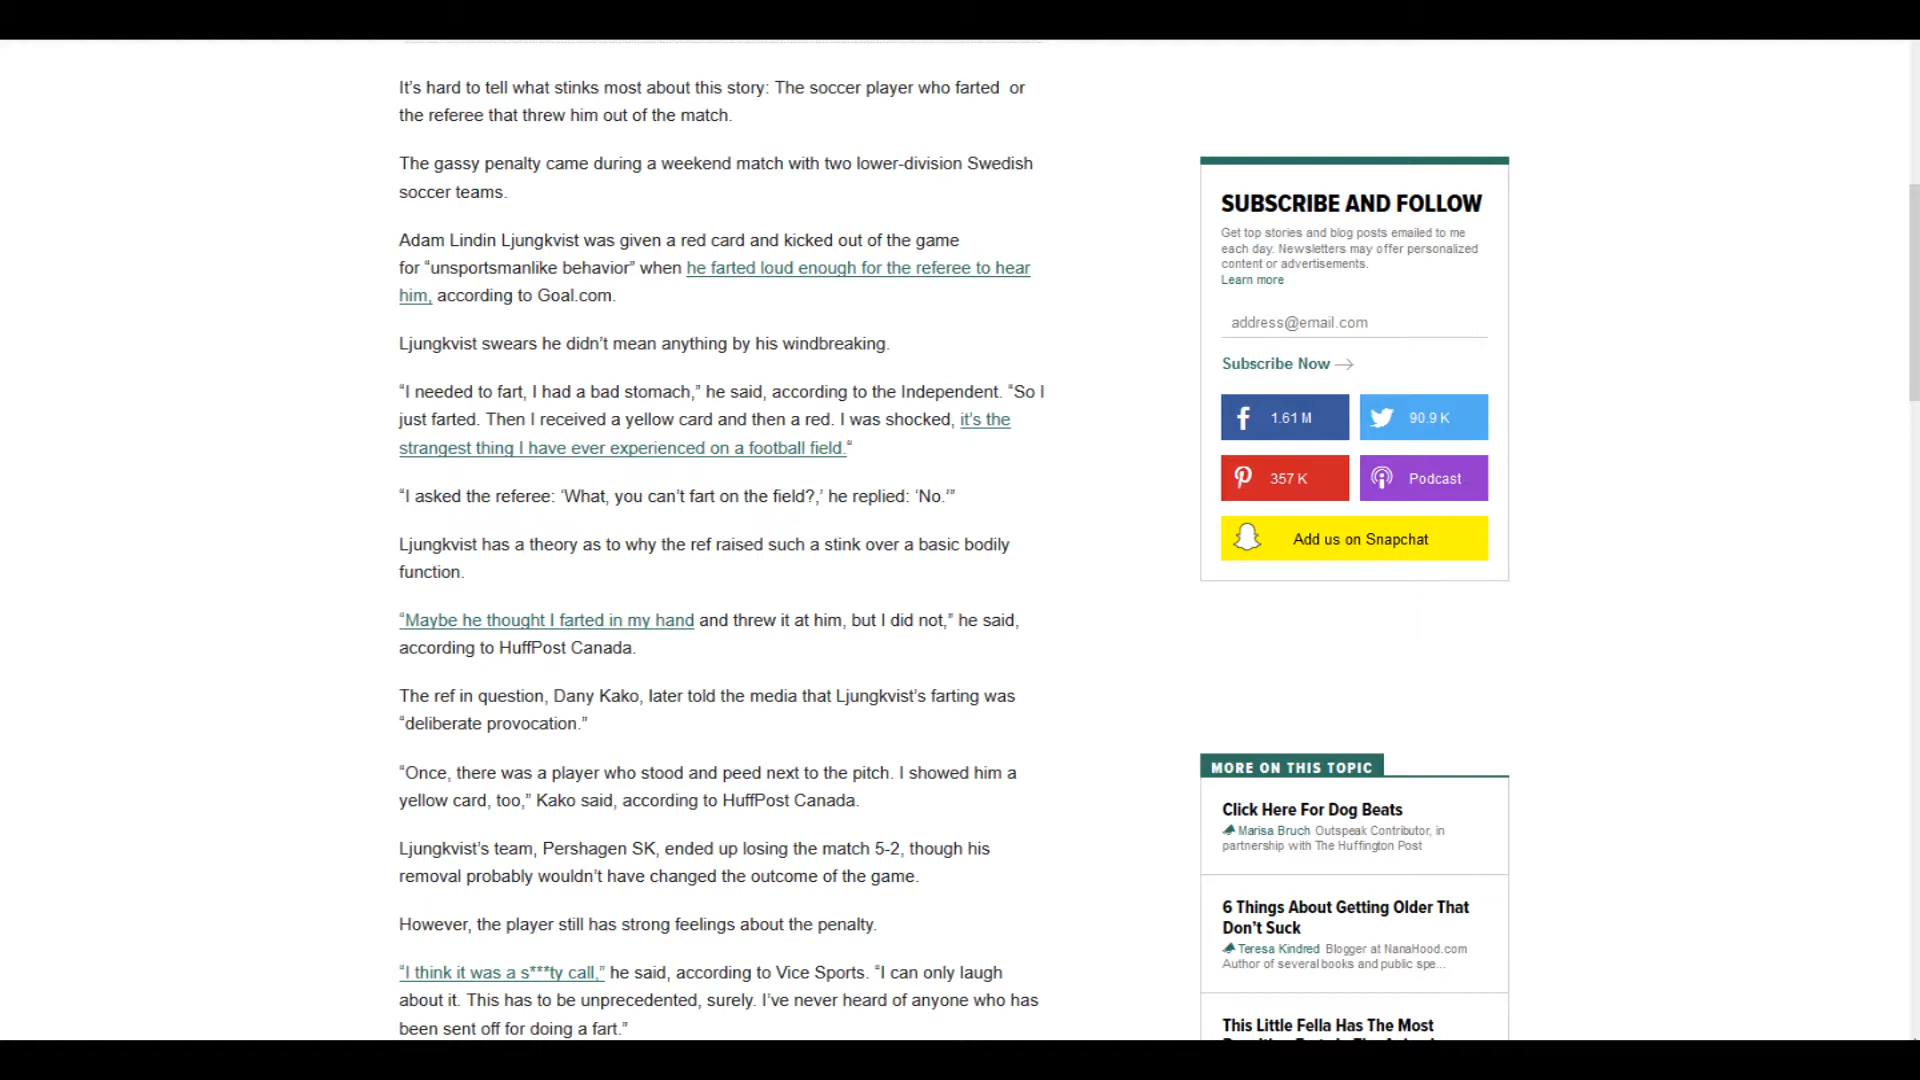 It’s hard to tell what stinks most about this story: The soccer player who farted  or
the referee that threw him out of the match.
The gassy penalty came during a weekend match with two lower-division Swedish
soccer teams.
Adam Lindin Ljungkvist was given a red card and kicked out of the game
for “unsportsmanlike behavior” when he farted loud enough for the referee to hear
him, according to Goal.com.
Ljungkvist swears he didn’t mean anything by his windbreaking.
“I needed to fart, I had a bad stomach,” he said, according to the Independent. “So I
just farted. Then I received a yellow card and then a red. I was shocked, it’s the
strangest thing I have ever experienced on a football field.“
“I asked the referee: ‘What, you can’t fart on the field?,’ he replied: ‘No.’”
Ljungkvist has a theory as to why the ref raised such a stink over a basic bodily
function.
“Maybe he thought I farted in my hand and threw it at him, but I did not,” he said,
according to HuffPost Canada.
The ref in question, Dany Kako, later told the media that Ljungkvist’s farting was
“deliberate provocation.”
“Once, there was a player who stood and peed next to the pitch. I showed him a
yellow card, too,” Kako said, according to HuffPost Canada.
Ljungkvist’s team, Pershagen SK, ended up losing the match 5-2, though his
removal probably wouldn’t have changed the outcome of the game.
However, the player still has strong feelings about the penalty.
“I think it was a s***ty call,” he said, according to Vice Sports. “I can only laugh
about it. This has to be unprecedented, surely. I’ve never heard of anyone who has
been sent off for doing a fart.”
SUBSCRIBE AND FOLLOW
Get top stories and blog posts emailed to me
each day. Newsletters may offer personalized
content or advertisements.
Learn more
address@email.com
Subscribe Now
1.61 M
90.9 K
357 K
Podcast
Add us on Snapchat
MORE ON THIS TOPIC
Click Here For Dog Beats
Marisa Bruch Outspeak Contributor, in
partnership with The Huffington Post
6 Things About Getting Older That
Don’t Suck
Teresa Kindred Blogger at NanaHood.com
Author of several books and public spe...
This Little Fella Has The Most